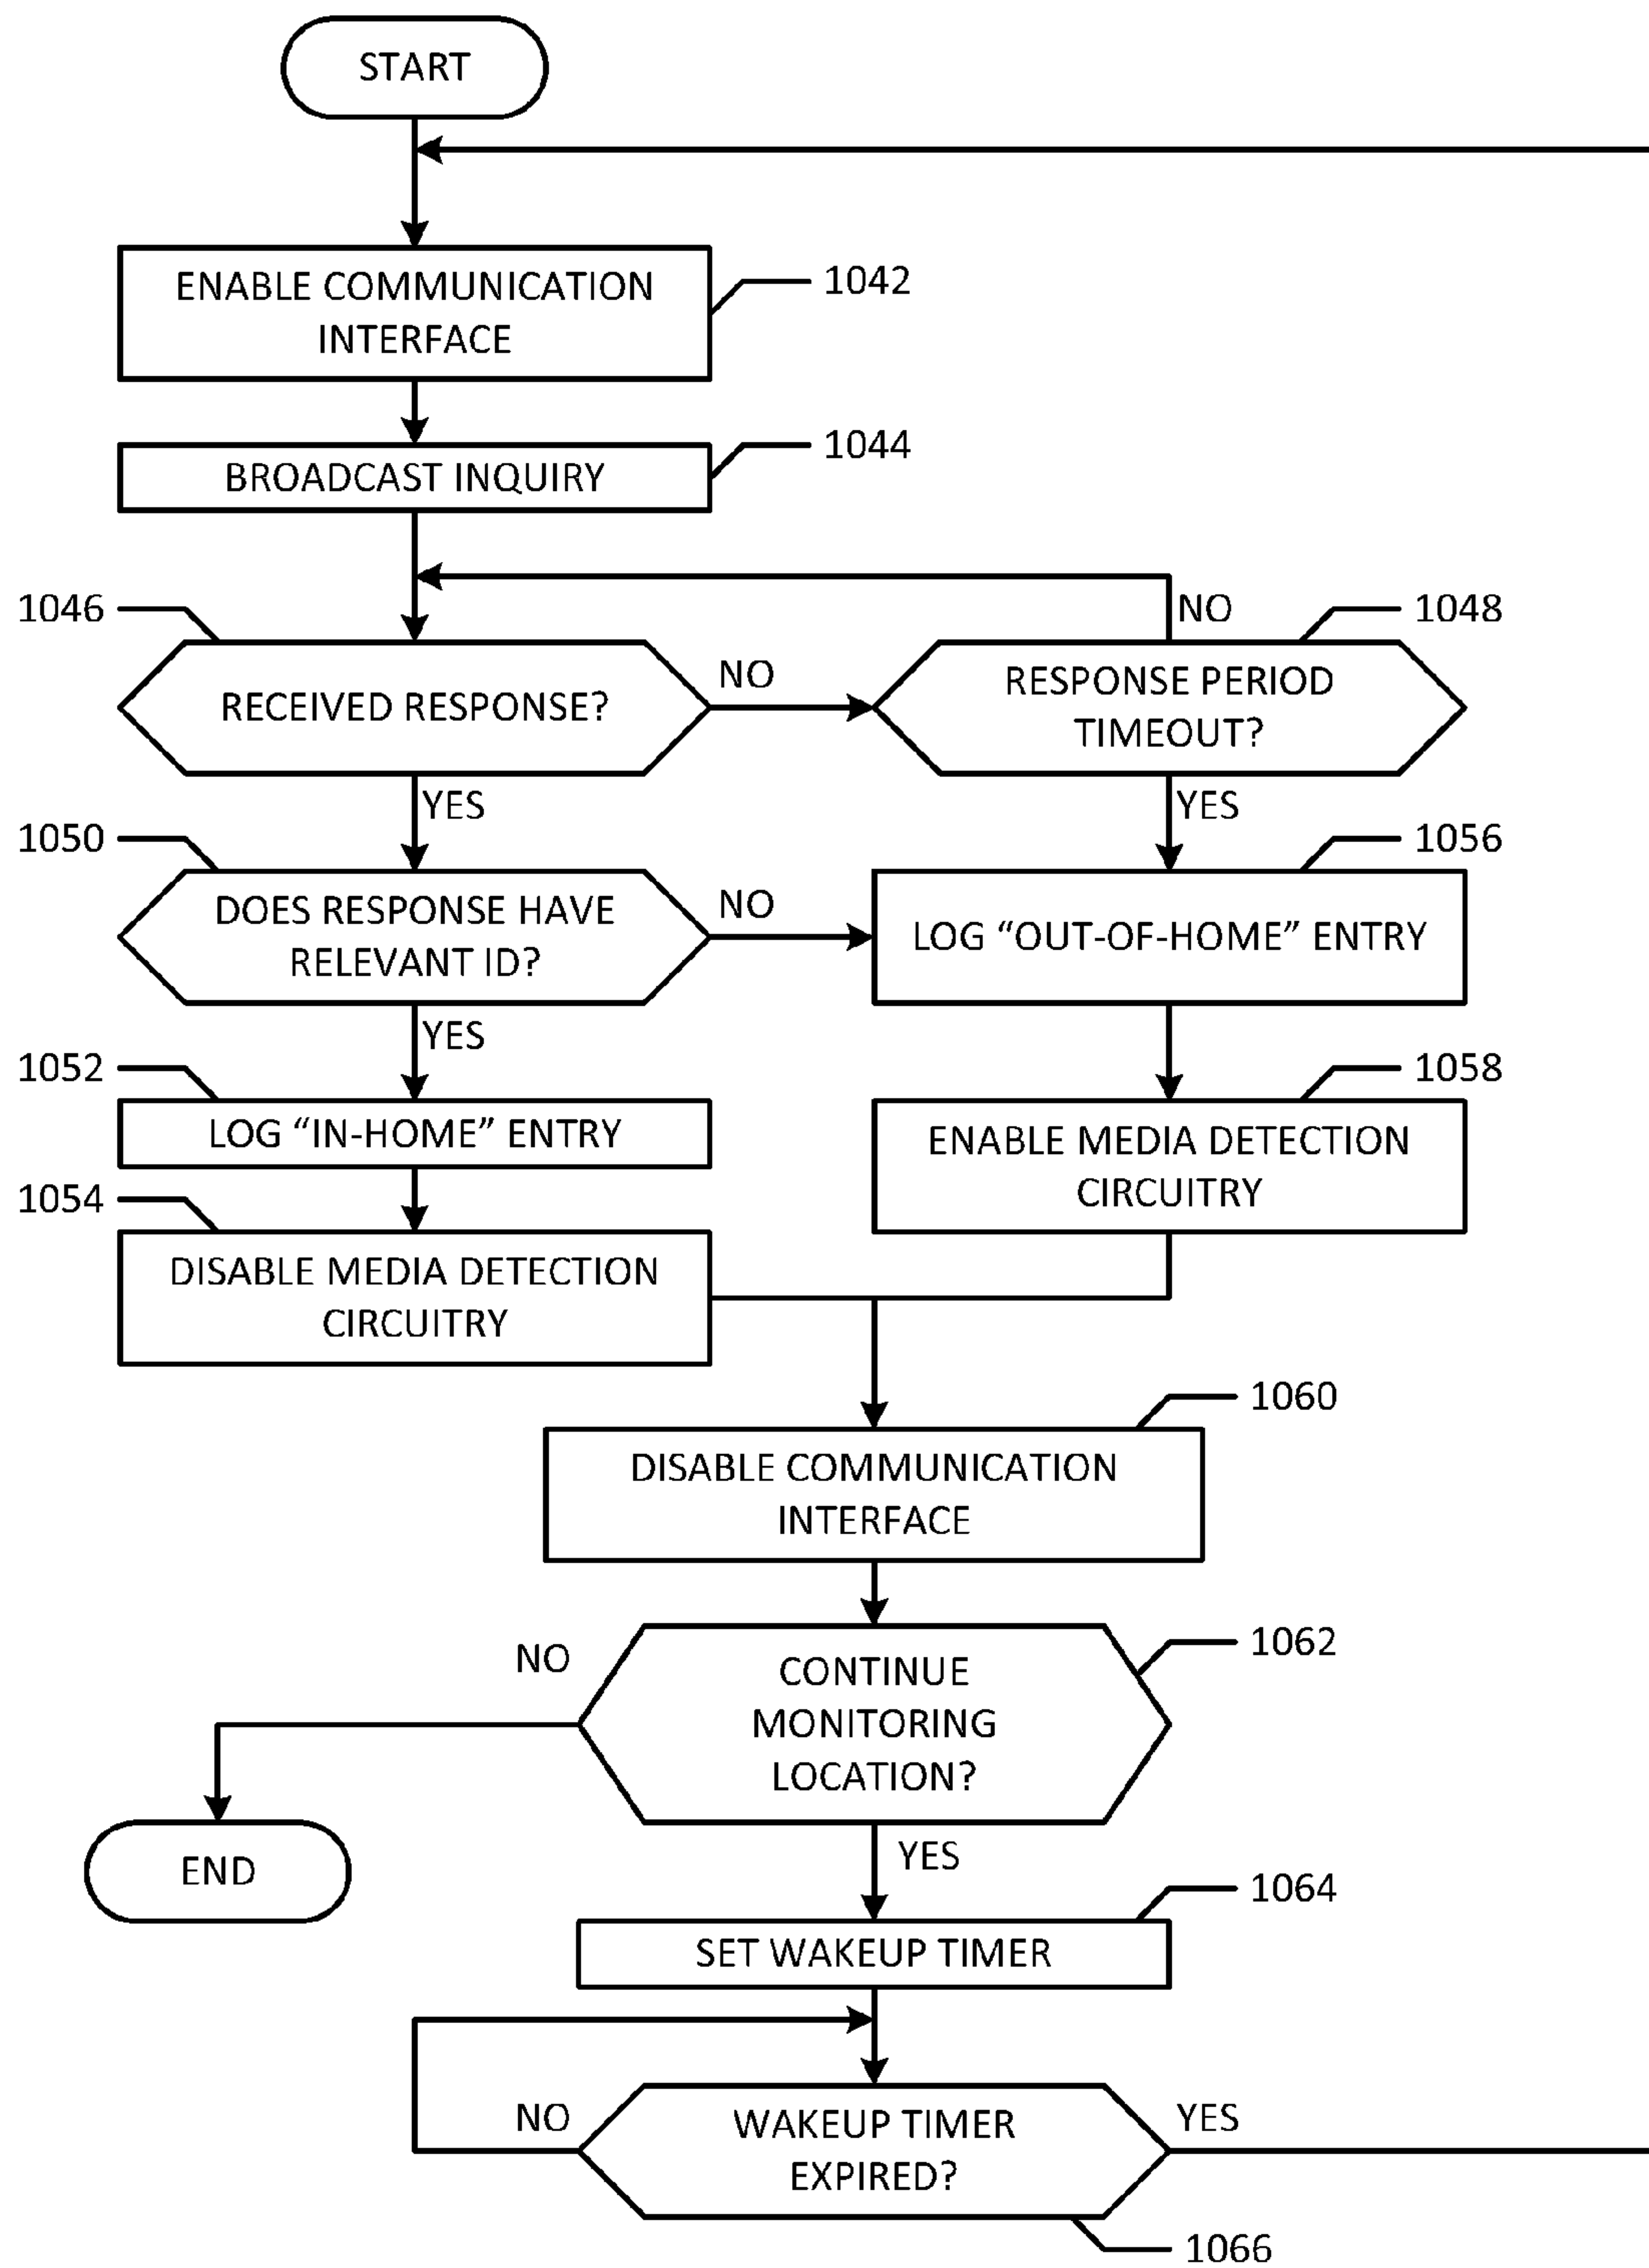 START
ENABLE COMMUNICATION
INTERFACE
1042
BROADCAST INQUIRY
1044
1046
RECEIVED RESPONSE?
NO
YES
NO
1048
RESPONSE PERIOD
TIMEOUT?
YES
1050
DOES RESPONSE HAVE
RELEVANT ID?
NO
YES
1056
LOG “OUT-OF-HOME” ENTRY
1052
LOG “IN-HOME” ENTRY
1058
ENABLE MEDIA DETECTION
CIRCUITRY
1054
DISABLE MEDIA DETECTION
CIRCUITRY
1060
DISABLE COMMUNICATION
INTERFACE
NO
CONTINUE
MONITORING
LOCATION?
1062
END
YES
1064
SET WAKEUP TIMER
NO
WAKEUP TIMER
EXPIRED?
YES
1066